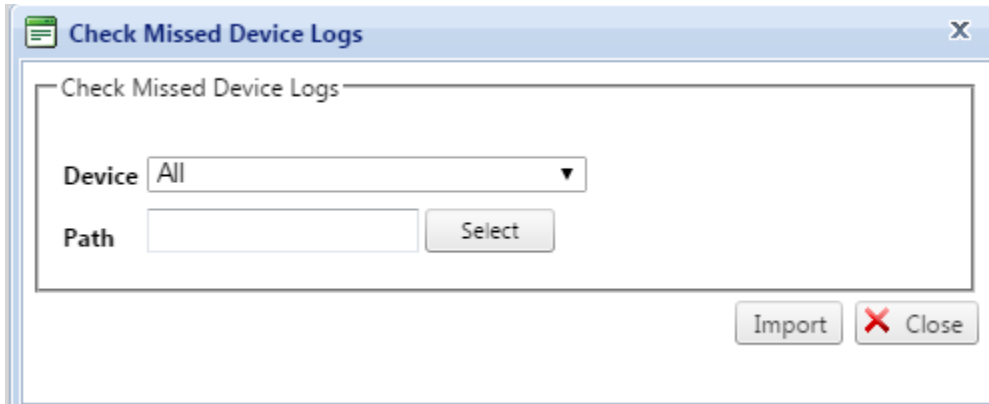 Check Missed Device Logs
Check Missed Device Logs
Device All
Path Select
Import Close